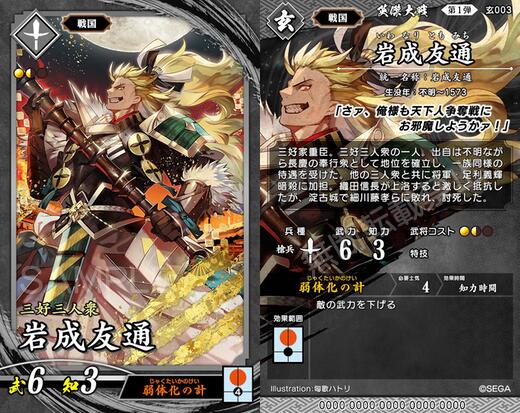 戦国
三好三人衆
岩成友通
武6 知3
じゃくたいかのけい
弱体化の計
4
玄
戦国
英傑大戦
第1弾
玄003
いわ なり とも みち
岩成友通
統一名称:岩成友通
生没年:不明~1573
「さァ、俺様も天下人争奪戦に
お邪魔しようかァ!」
三好家重臣。三好三人衆の一人。出自は不明なが
ら長慶の奉行衆として地位を確立し、一族同様の
待遇を受けた。他の三人衆と共に将軍・足利義輝
暗殺に加担。織田信長が上洛すると激しく抵抗し
たが、淀古城で細川藤孝らに敗れ、討死した。
兵種 武力 知力 武将コスト
槍兵 6 3 特技
じゃくたいかのけい 必要士気 効果時間
弱体化の計 4 知力時間
敵の武力を下げる
効果範囲
Illustration:匈歌ハトリ
©SEGA
0000-0000-0000-0000-0000